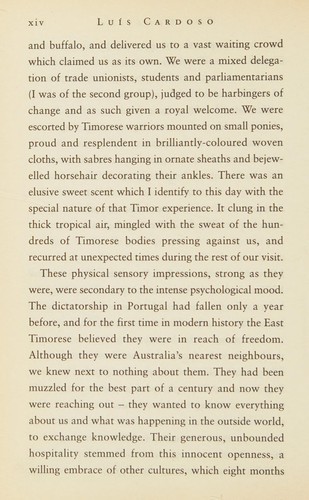 xiv LUÍS CARDOSO
and buffalo, and delivered us to a vast waiting crowd
which claimed us as its own. We were a mixed delega-
tion of trade unionists, students and parliamentarians
(I was of the second group), judged to be harbingers of
change and as such given a royal welcome. We were
escorted by Timorese warriors mounted on small ponies,
proud and resplendent in brilliantly-coloured woven
cloths, with sabres hanging in ornate sheaths and bejew-
elled horsehair decorating their ankles. There was an
elusive sweet scent which I identify to this day with the
special nature of that Timor experience. It clung in the
thick tropical air, mingled with the sweat of the hun-
dreds of Timorese bodies pressing against us, and
recurred at unexpected times during the rest of our visit.
These physical sensory impressions, strong as they
were, were secondary to the intense psychological mood.
The dictatorship in Portugal had fallen only a year
before, and for the first time in modern history the East
Timorese believed they were in reach of freedom.
Although they were Australia's nearest neighbours,
we knew next to nothing about them. They had been
muzzled for the best part of a century and now they
were reaching out – they wanted to know everything
about us and what was happening in the outside world,
to exchange knowledge. Their generous, unbounded
hospitality stemmed from this innocent openness, a
willing embrace of other cultures, which eight months